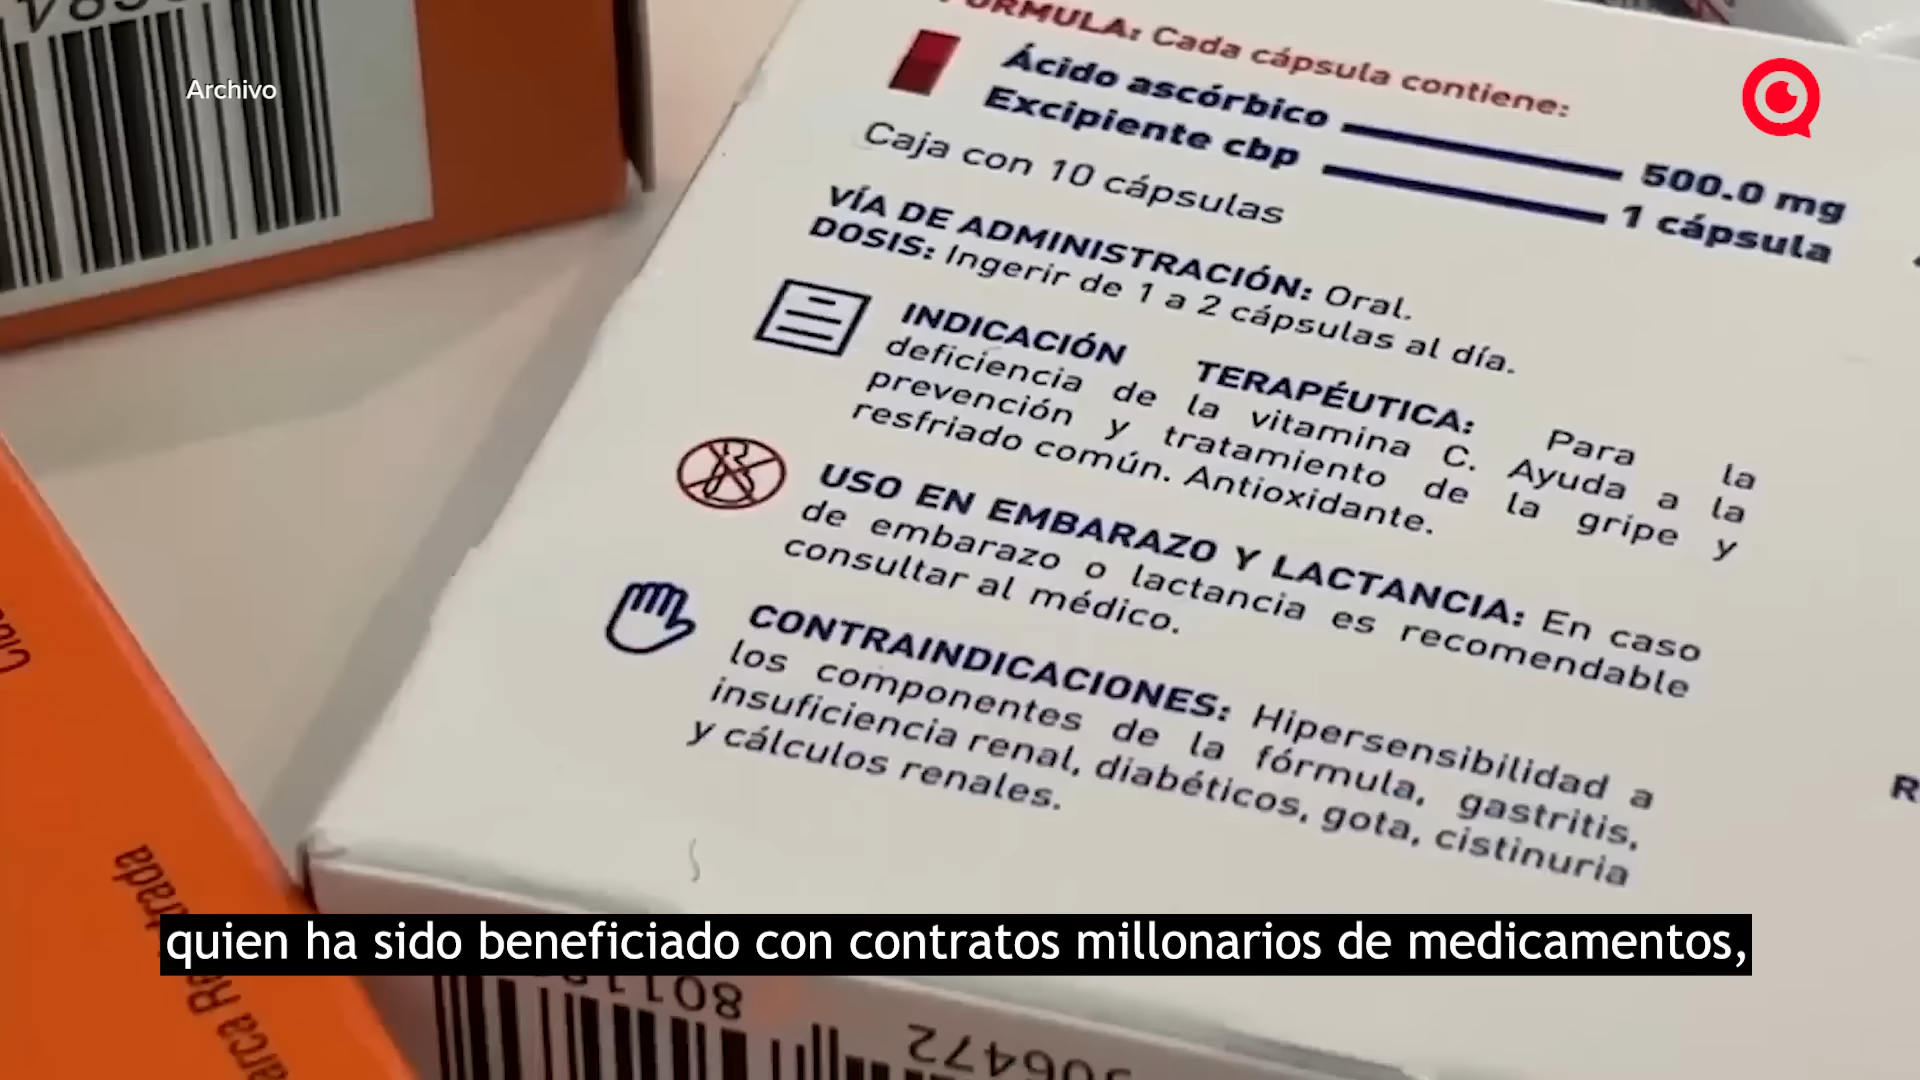 Archivo
FÓRMULA: Cada cápsula contiene:
Ácido ascórbico 500.0 mg
Excipiente cbp 1 cápsula
Caja con 10 cápsulas
VÍA DE ADMINISTRACIÓN: Oral.
DOSIS: Ingerir de 1 a 2 cápsulas al día.
INDICACIÓN TERAPÉUTICA: Para la
deficiencia de la vitamina C. Ayuda a la
prevención y tratamiento de la gripe y
resfriado común. Antioxidante.
USO EN EMBARAZO Y LACTANCIA: En caso
de embarazo o lactancia es recomendable
consultar al médico.
CONTRAINDICACIONES: Hipersensibilidad a
los componentes de la fórmula, gastritis,
insuficiencia renal, diabéticos, gota, cistinuria
y cálculos renales.
quien ha sido beneficiado con contratos millonarios de medicamentos,